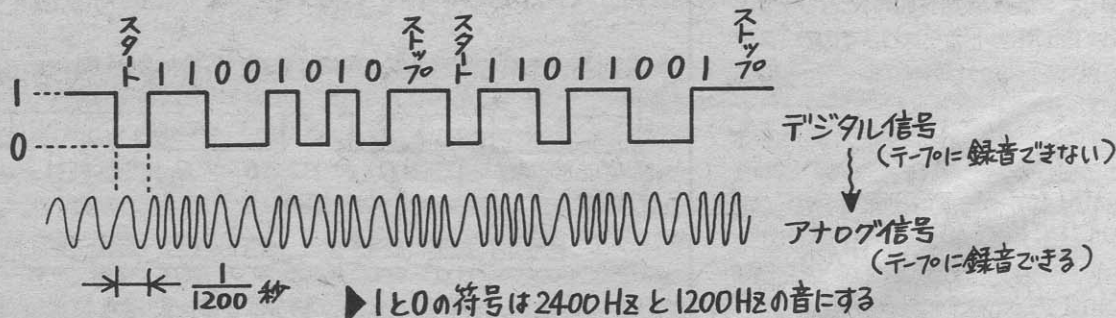 スタート 1 1 0 0 1 0 1 0 ストップ スタート 1 1 0 1 1 0 0 1 ストップ
1
0
デジタル信号
(テープに録音できない)
アナログ信号
(テープに録音できる)
1/1200 秒
▶1と0の符号は2400Hzと1200Hzの音にする